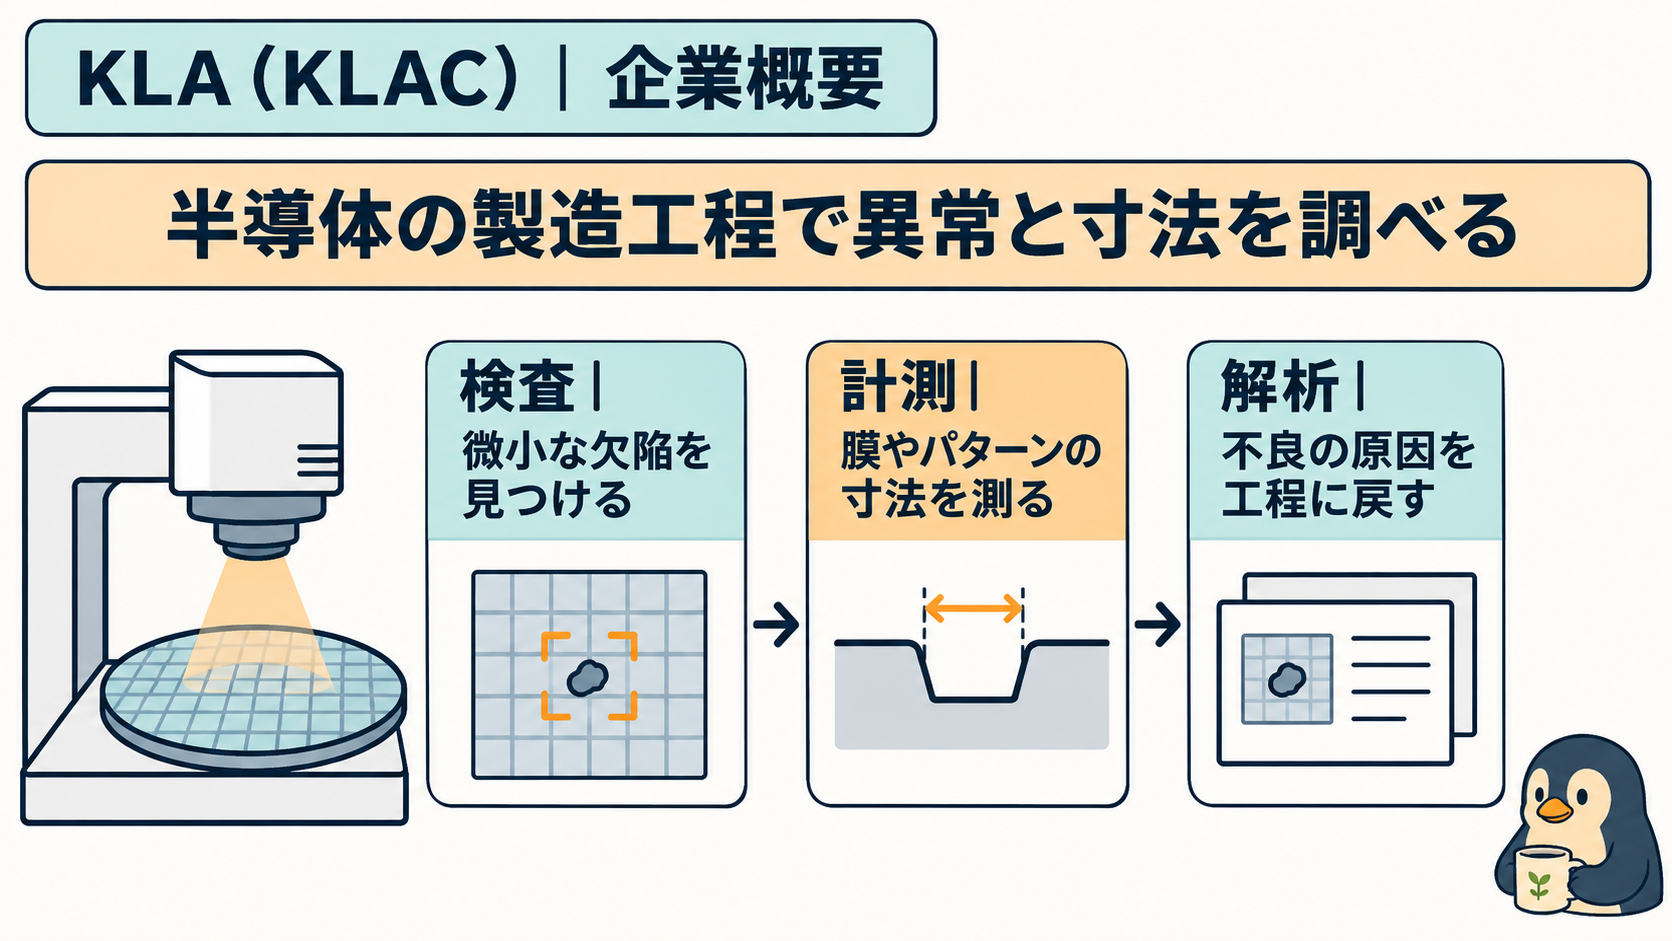 KLA（KLAC）｜ 企業概要
半導体の製造工程で異常と寸法を調べる
検査｜
微小な欠陥を
見つける
計測｜
膜やパターンの
寸法を測る
解析｜
不良の原因を
工程に戻す